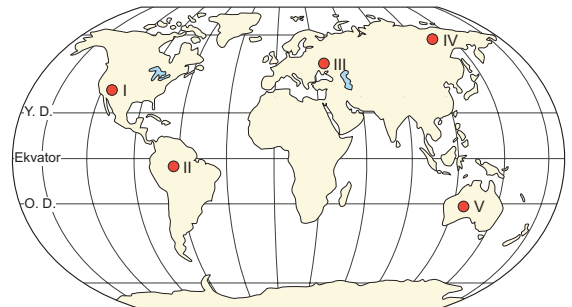 IV
III
I
Y. D.
Ekvator
II
O. D.
V